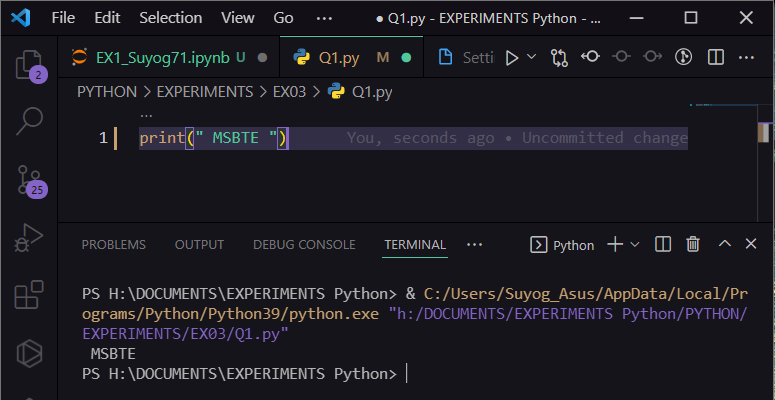 File Edit Selection View Go ··· ● Q1.py - EXPERIMENTS Python - ...
EX1_Suyog71.ipynb U ● Q1.py M ● Setti
PYTHON > EXPERIMENTS > EX03 > Q1.py
...
1 print(" MSBTE ") You, seconds ago • Uncommitted change
2
25
PROBLEMS OUTPUT DEBUG CONSOLE TERMINAL ··· Python
PS H:\DOCUMENTS\EXPERIMENTS Python> & C:/Users/Suyog_Asus/AppData/Local/Pr
ograms/Python/Python39/python.exe "h:/DOCUMENTS/EXPERIMENTS Python/PYTHON/
EXPERIMENTS/EX03/Q1.py"
 MSBTE
PS H:\DOCUMENTS\EXPERIMENTS Python>